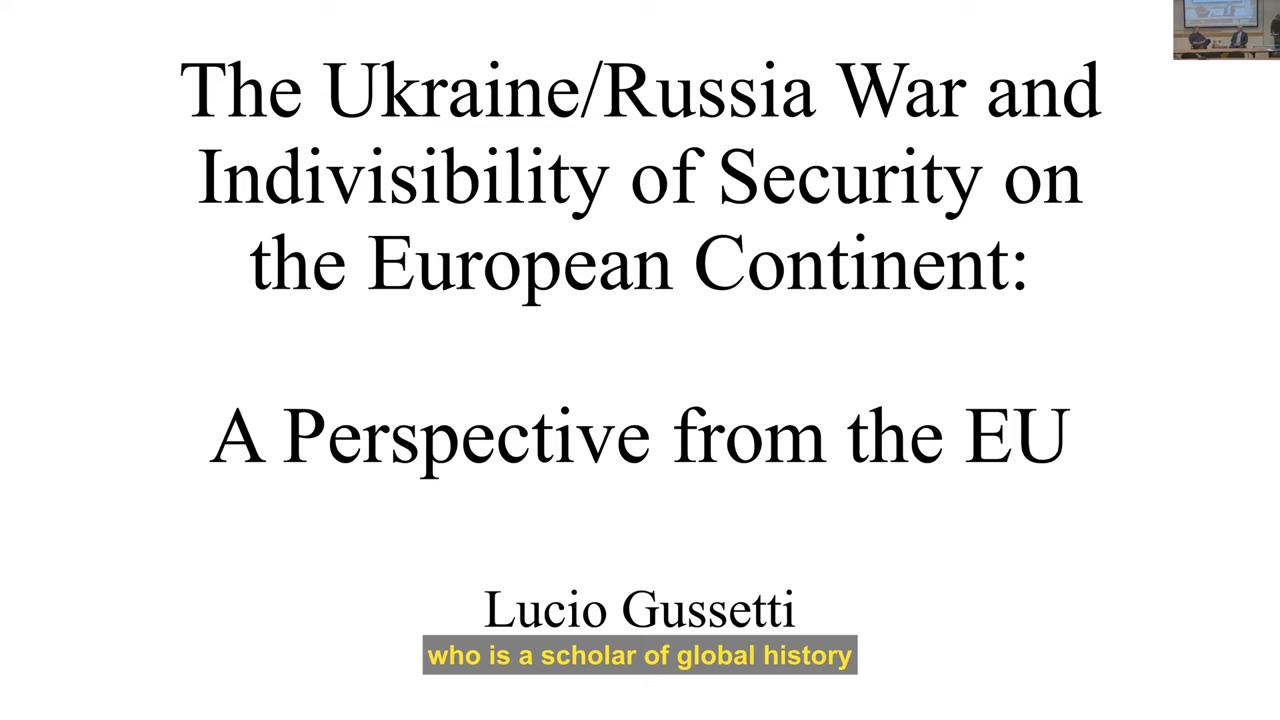 The Ukraine/Russia War and
Indivisibility of Security on
the European Continent:
A Perspective from the EU
Lucio Gussetti
who is a scholar of global history